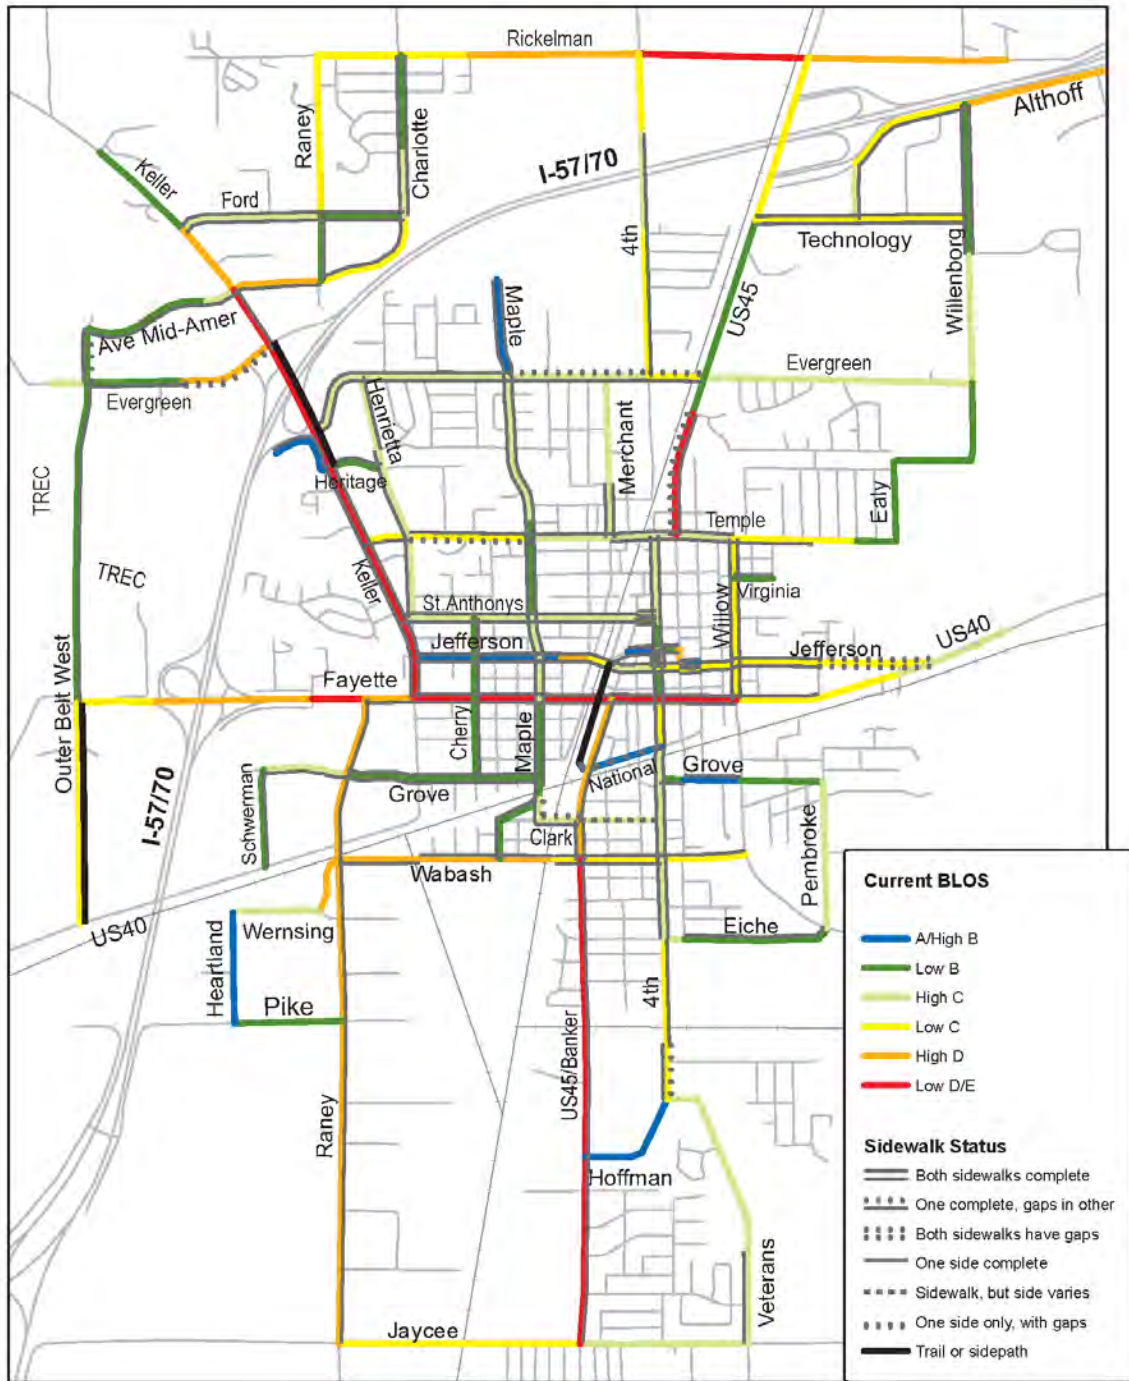 Rickelman
Althoff
Raney
Charlotte
I-57/70
Keller
Ford
4th
Technology
Willenborg
US45
Maple
Ave Mid-Amer
Evergreen
Evergreen
Henrietta
Merchant
TREC
Heritage
Ealy
Temple
Keller
TREC
Virginia
St.Anthonys
Willow
US40
Jefferson
Jefferson
Outer Belt West
Fayette
Cherry
Maple
National
Grove
Grove
Schwerman
I-57/70
Clark
Pembroke
Wabash
US40
Wernsing
Eiche
Heartland
Pike
4th
US45/Banker
Raney
Hoffman
Veterans
Jaycee
Current BLOS
A/High B
Low B
High C
Low C
High D
Low D/E
Sidewalk Status
Both sidewalks complete
One complete, gaps in other
Both sidewalks have gaps
One side complete
Sidewalk, but side varies
One side only, with gaps
Trail or sidepath